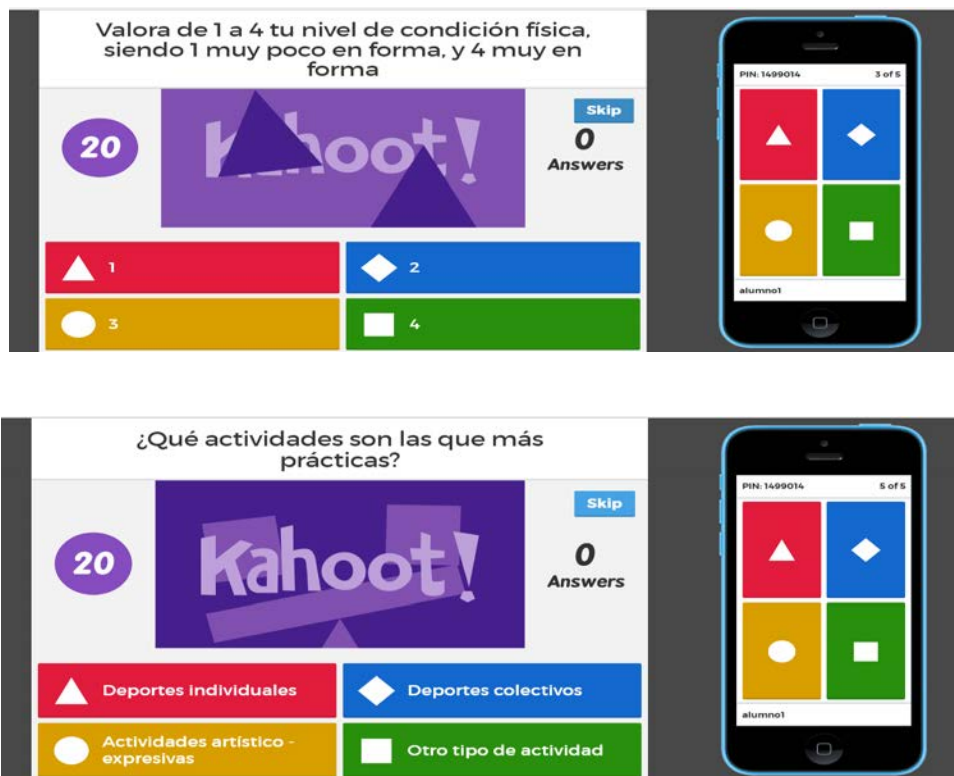 Valora de 1 a 4 tu nivel de condición física,
siendo 1 muy poco en forma, y 4 muy en
forma
20
Kahoot!
Skip
0
Answers
1
2
3
4
PIN: 1499014
3 of 5
alumno1
¿Qué actividades son las que más
prácticas?
20
Kahoot!
Skip
0
Answers
Deportes individuales
Deportes colectivos
Actividades artístico -
expresivas
Otro tipo de actividad
PIN: 1499014
5 of 5
alumno1